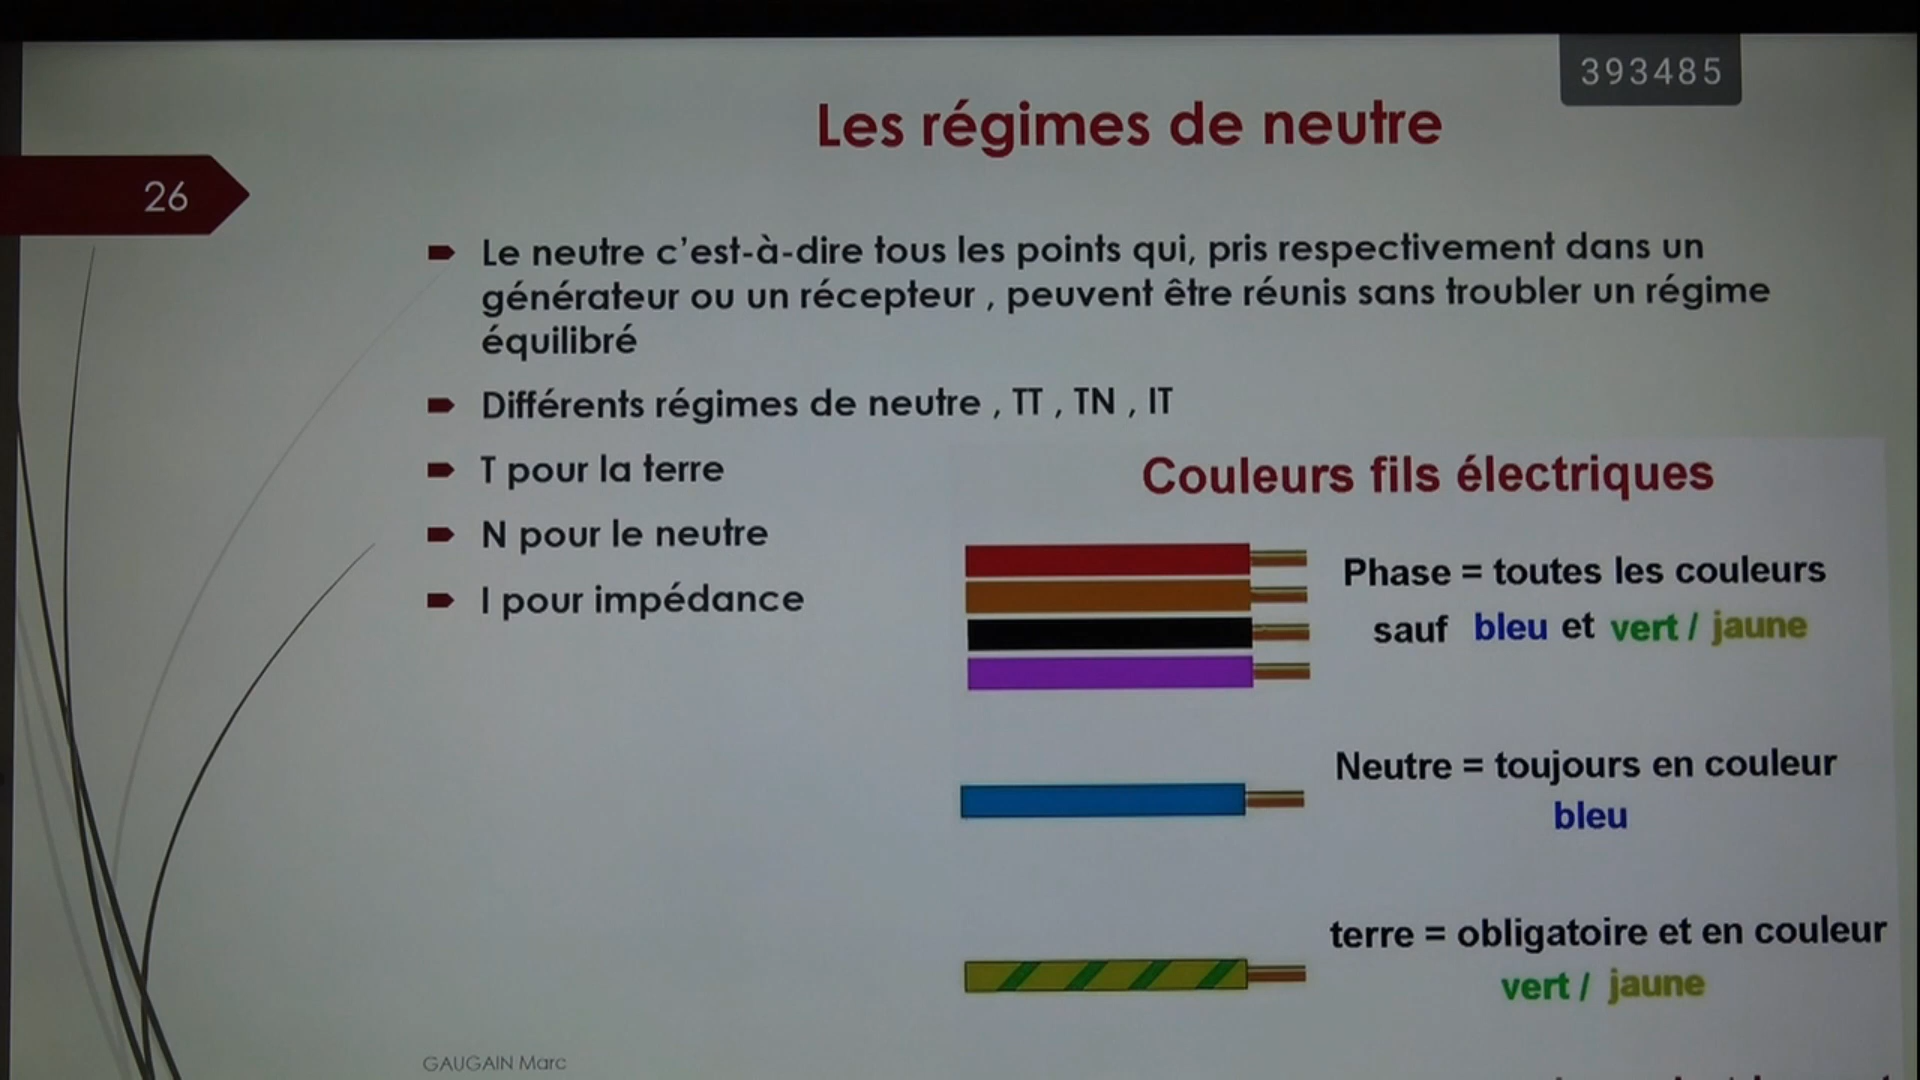 393485
Les régimes de neutre
26
Le neutre c'est-à-dire tous les points qui, pris respectivement dans un
générateur ou un récepteur , peuvent être réunis sans troubler un régime
équilibré
Différents régimes de neutre , TT , TN , IT
T pour la terre
N pour le neutre
I pour impédance
Couleurs fils électriques
Phase = toutes les couleurs
sauf bleu et vert / jaune
Neutre = toujours en couleur
bleu
terre = obligatoire et en couleur
vert / jaune
GAUGAIN Marc